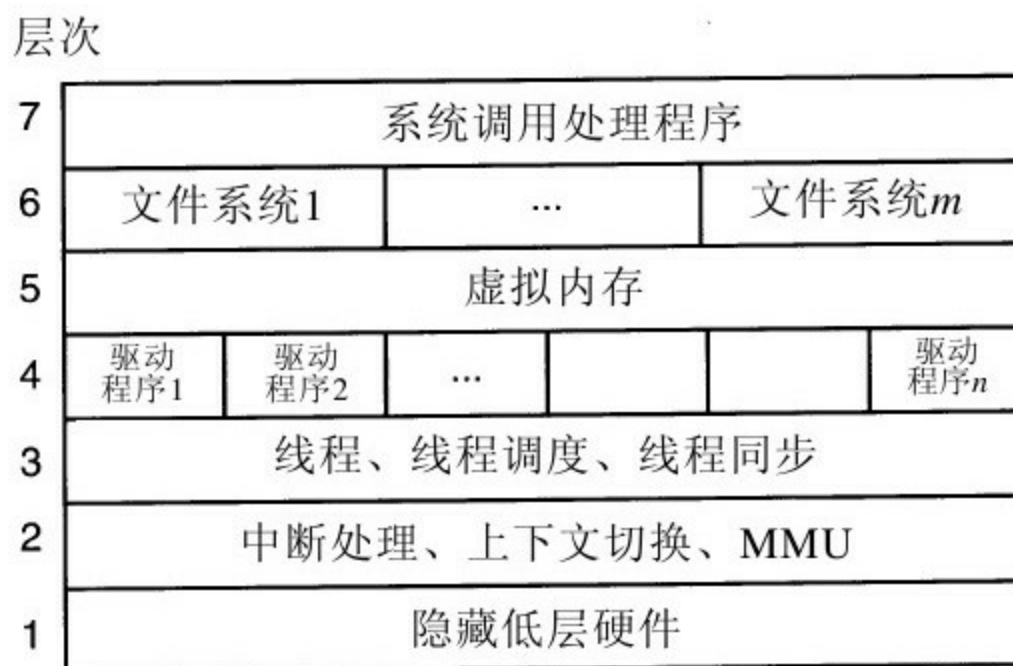 层次
7 系统调用处理程序
6 文件系统1 ... 文件系统m
5 虚拟内存
4 驱动程序1 驱动程序2 ... 驱动程序n
3 线程、线程调度、线程同步
2 中断处理、上下文切换、MMU
1 隐藏低层硬件